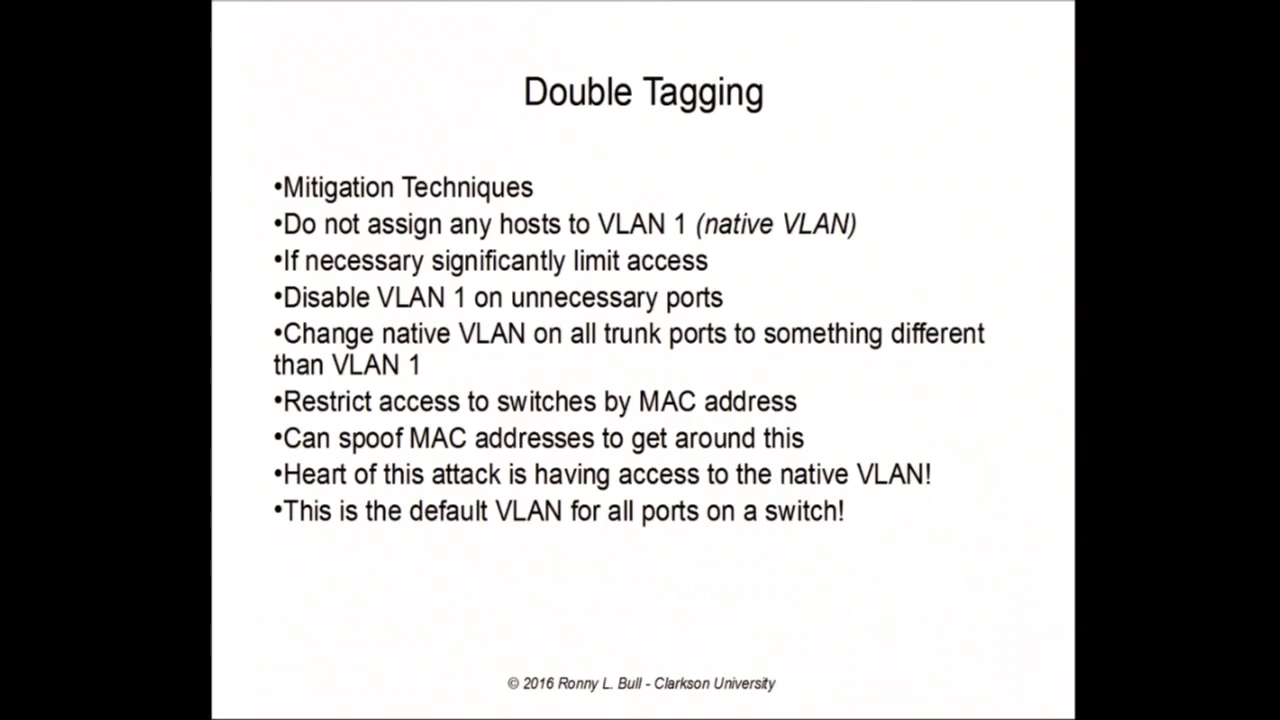 Double Tagging
•Mitigation Techniques
•Do not assign any hosts to VLAN 1 (native VLAN)
•If necessary significantly limit access
•Disable VLAN 1 on unnecessary ports
•Change native VLAN on all trunk ports to something different
than VLAN 1
•Restrict access to switches by MAC address
•Can spoof MAC addresses to get around this
•Heart of this attack is having access to the native VLAN!
•This is the default VLAN for all ports on a switch!
© 2016 Ronny L. Bull - Clarkson University